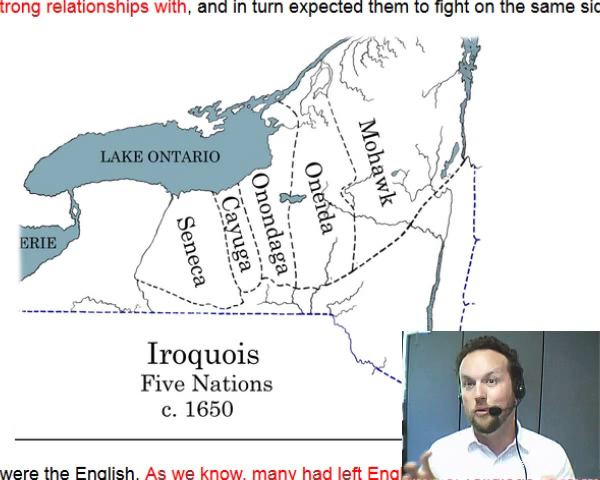 trong relationships with, and in turn expected them to fight on the same sid
LAKE ONTARIO
ERIE
Seneca
Cayuga
Onondaga
Oneida
Mohawk
Iroquois
Five Nations
c. 1650
were the English. As we know, many had left Eng